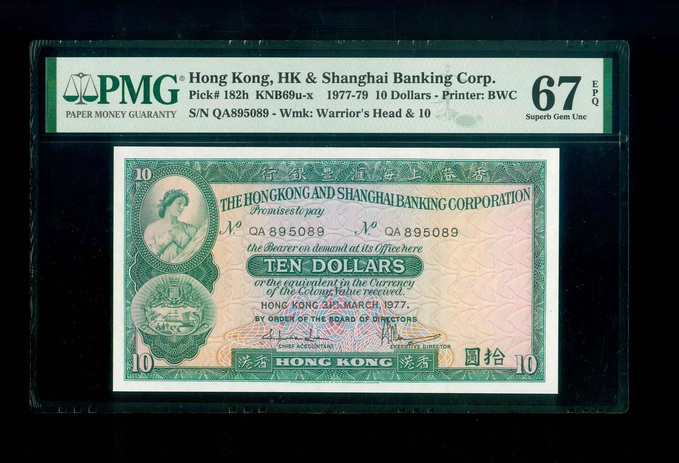 PMG®
PAPER MONEY GUARANTY
Hong Kong, HK & Shanghai Banking Corp.
Pick# 182h KNB69u-x 1977-79 10 Dollars - Printer: BWC
S/N QA895089 - Wmk: Warrior's Head & 10
67
Superb Gem Unc
EPQ
10
行銀豐滙海上港香
THE HONGKONG AND SHANGHAI BANKING CORPORATION
Promises to pay
Nº QA 895089 Nº QA 895089
the Bearer on demand at its Office here
TEN DOLLARS
or the equivalent in the Currency
of the Colony, Value received.
HONG KONG 31ST MARCH, 1977.
BY ORDER OF THE BOARD OF DIRECTORS
CHIEF ACCOUNTANT EXECUTIVE DIRECTOR
10 港香 HONG KONG 港香 圓拾 10